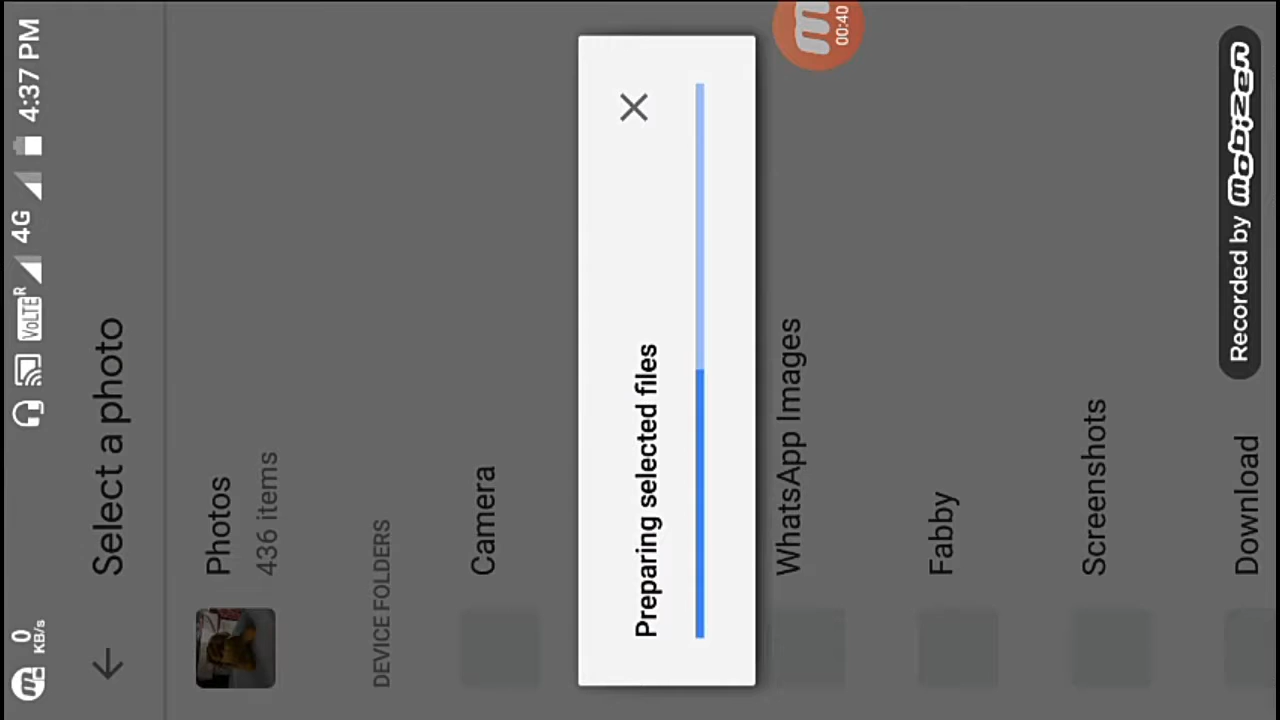 0
KB/s
VoLTE R
4G
4:37 PM
00:40
Select a photo
Photos
436 items
DEVICE FOLDERS
Camera
Preparing selected files
WhatsApp Images
Fabby
Screenshots
Download
Recorded by mobizen